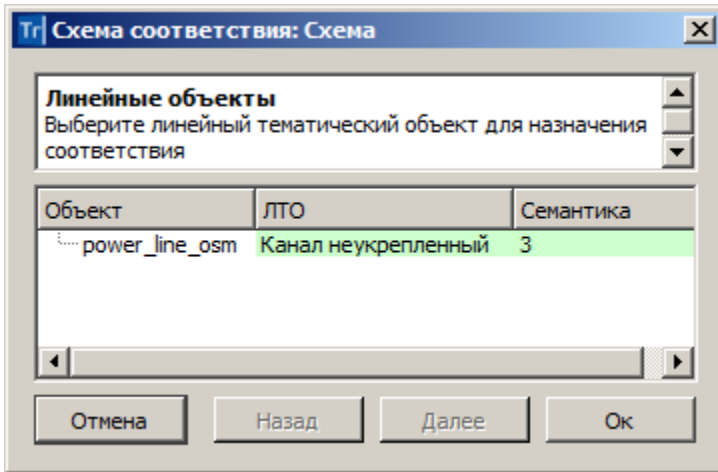 Tr Схема соответствия: Схема
Линейные объекты
Выберите линейный тематический объект для назначения
соответствия
Объект ЛТО Семантика
power_line_osm Канал неукрепленный 3
Отмена Назад Далее Ок